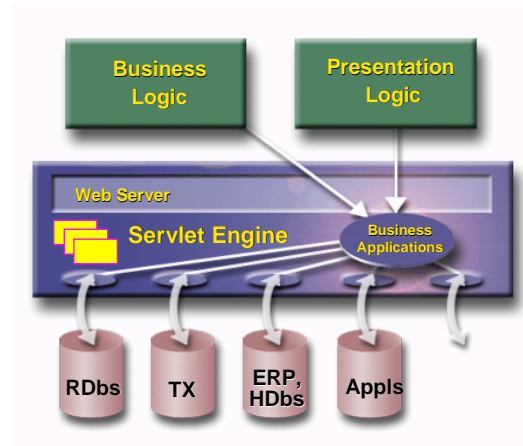 Business
Logic
Presentation
Logic
Web Server
Servlet Engine
Business
Applications
RDbs
TX
ERP,
HDbs
Appls